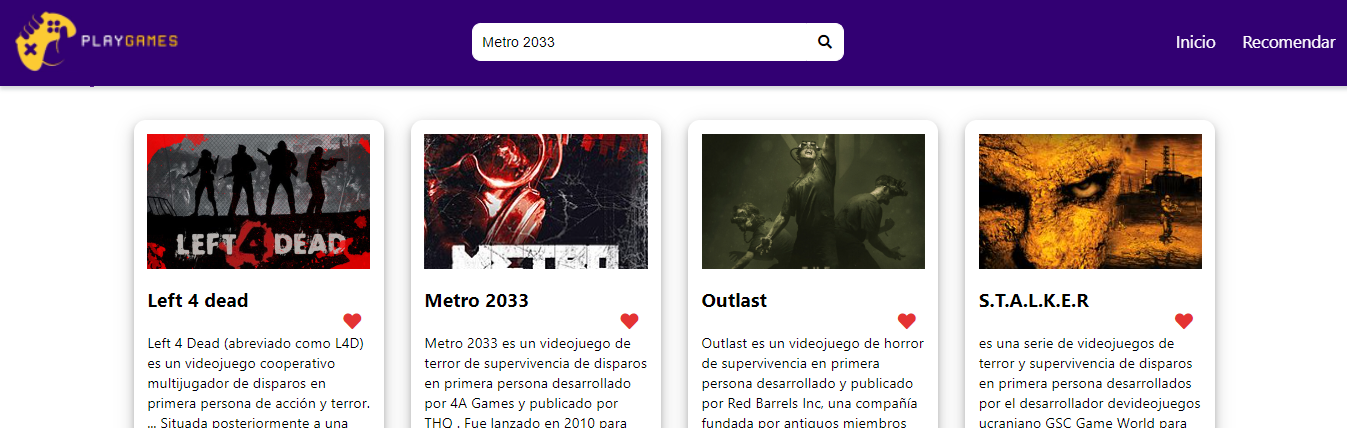 PLAYGAMES
Metro 2033
Inicio
Recomendar
LEFT 4 DEAD
METRO
Left 4 dead
Left 4 Dead (abreviado como L4D)
es un videojuego cooperativo
multijugador de disparos en
primera persona de acción y terror.
... Situada posteriormente a una
Metro 2033
Metro 2033 es un videojuego de
terror de supervivencia de disparos
en primera persona desarrollado
por 4A Games y publicado por
THQ . Fue lanzado en 2010 para
Outlast
Outlast es un videojuego de horror
de supervivencia en primera
persona desarrollado y publicado
por Red Barrels Inc, una compañía
fundada por antiguos miembros
S.T.A.L.K.E.R
es una serie de videojuegos de
terror y supervivencia de disparos
en primera persona desarrollados
por el desarrollador devideojuegos
ucraniano GSC Game World para